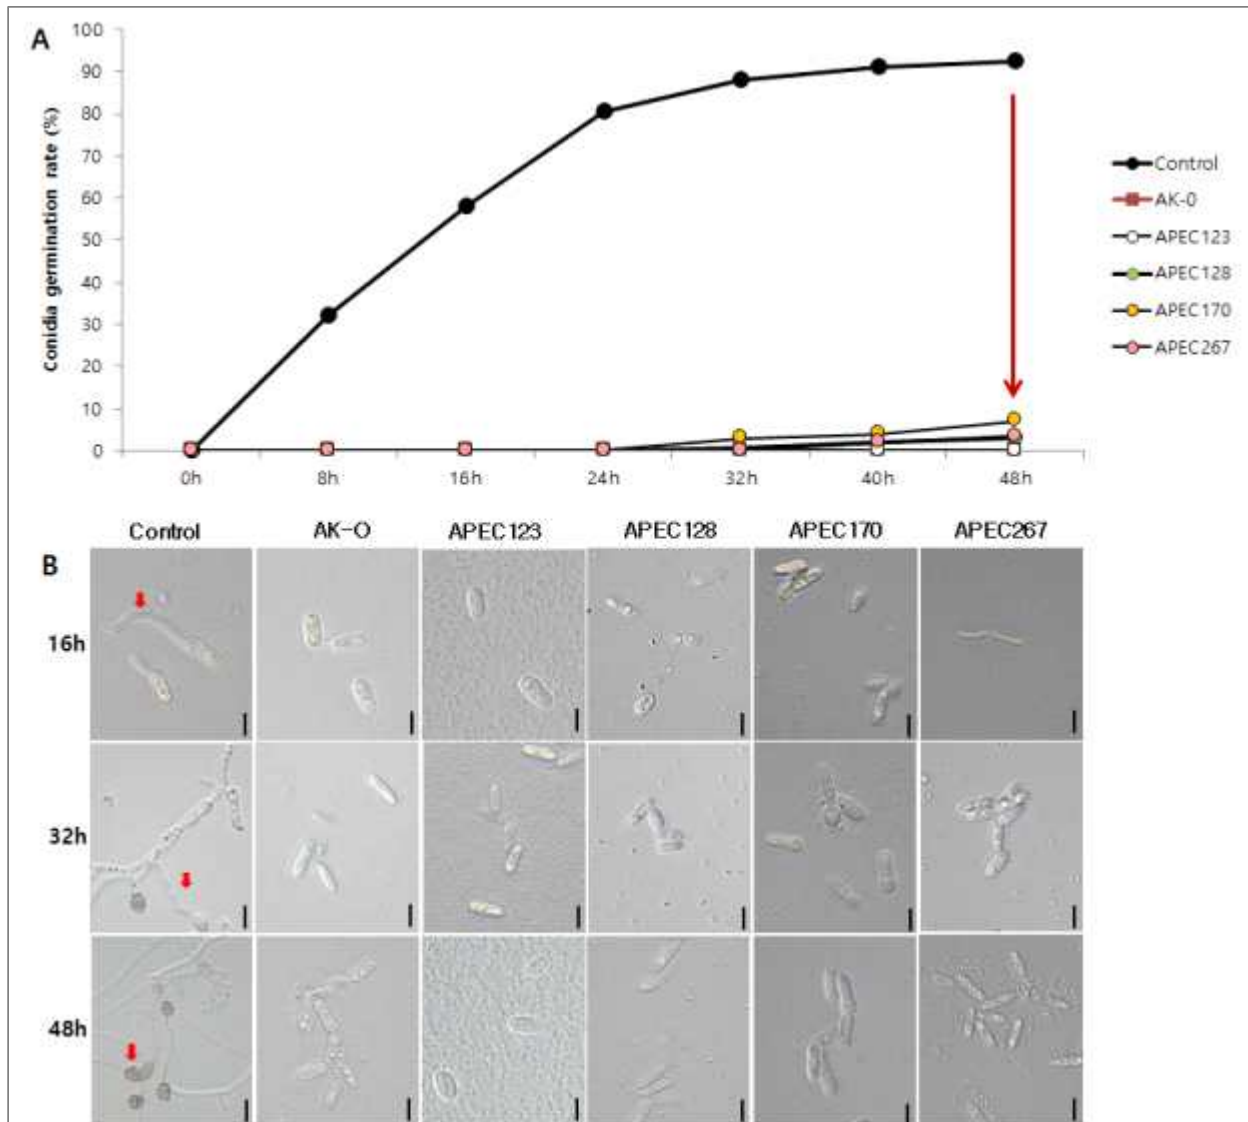 A
Conidia germination rate (%)
100
90
80
70
60
50
40
30
20
10
0
0h 8h 16h 24h 32h 40h 48h
Control
AK-0
APEC123
APEC128
APEC170
APEC267
Control AK-O APEC123 APEC128 APEC170 APEC267
B
16h
32h
48h